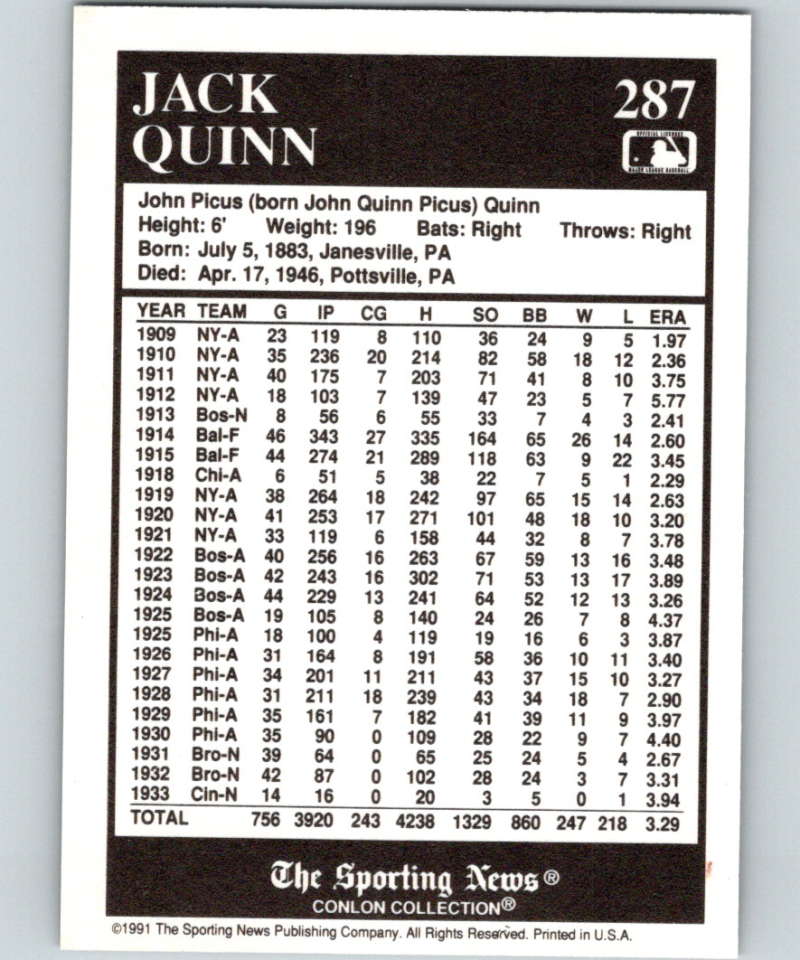 JACK 287
QUINN
OFFICIAL LICENSEE
MAJOR LEAGUE BASEBALL
John Picus (born John Quinn Picus) Quinn
Height: 6' Weight: 196 Bats: Right Throws: Right
Born: July 5, 1883, Janesville, PA
Died: Apr. 17, 1946, Pottsville, PA
YEAR TEAM G IP CG H SO BB W L ERA
1909 NY-A 23 119 8 110 36 24 9 5 1.97
1910 NY-A 35 236 20 214 82 58 18 12 2.36
1911 NY-A 40 175 7 203 71 41 8 10 3.75
1912 NY-A 18 103 7 139 47 23 5 7 5.77
1913 Bos-N 8 56 6 55 33 7 4 3 2.41
1914 Bal-F 46 343 27 335 164 65 26 14 2.60
1915 Bal-F 44 274 21 289 118 63 9 22 3.45
1918 Chi-A 6 51 5 38 22 7 5 1 2.29
1919 NY-A 38 264 18 242 97 65 15 14 2.63
1920 NY-A 41 253 17 271 101 48 18 10 3.20
1921 NY-A 33 119 6 158 44 32 8 7 3.78
1922 Bos-A 40 256 16 263 67 59 13 16 3.48
1923 Bos-A 42 243 16 302 71 53 13 17 3.89
1924 Bos-A 44 229 13 241 64 52 12 13 3.26
1925 Bos-A 19 105 8 140 24 26 7 8 4.37
1925 Phi-A 18 100 4 119 19 16 6 3 3.87
1926 Phi-A 31 164 8 191 58 36 10 11 3.40
1927 Phi-A 34 201 11 211 43 37 15 10 3.27
1928 Phi-A 31 211 18 239 43 34 18 7 2.90
1929 Phi-A 35 161 7 182 41 39 11 9 3.97
1930 Phi-A 35 90 0 109 28 22 9 7 4.40
1931 Bro-N 39 64 0 65 25 24 5 4 2.67
1932 Bro-N 42 87 0 102 28 24 3 7 3.31
1933 Cin-N 14 16 0 20 3 5 0 1 3.94
TOTAL 756 3920 243 4238 1329 860 247 218 3.29
The Sporting News®
CONLON COLLECTION®
©1991 The Sporting News Publishing Company. All Rights Reserved. Printed in U.S.A.